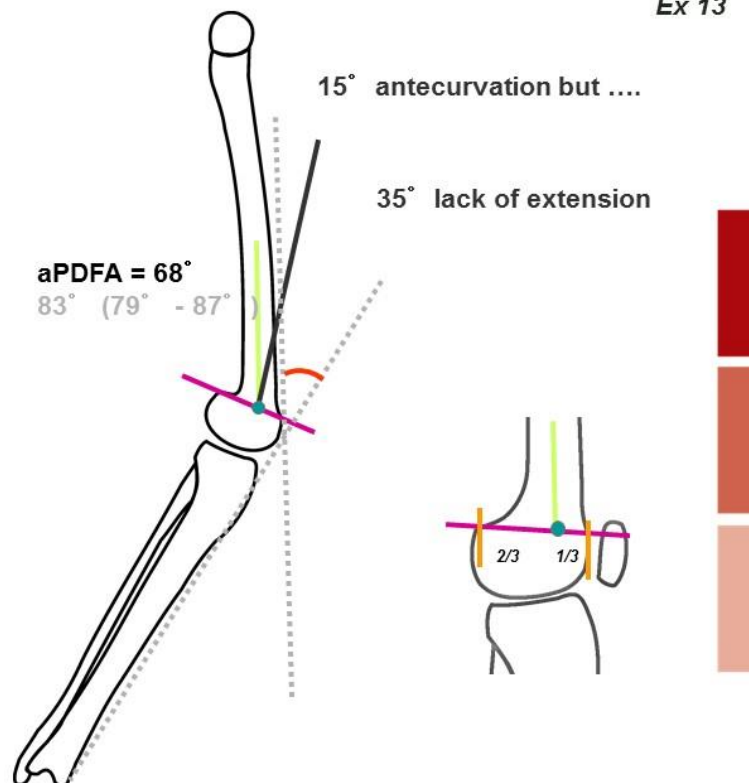 Ex 13
15° antecurvation but ....
35° lack of extension
aPDFA = 68°
83° (79° - 87° )
2/3 1/3